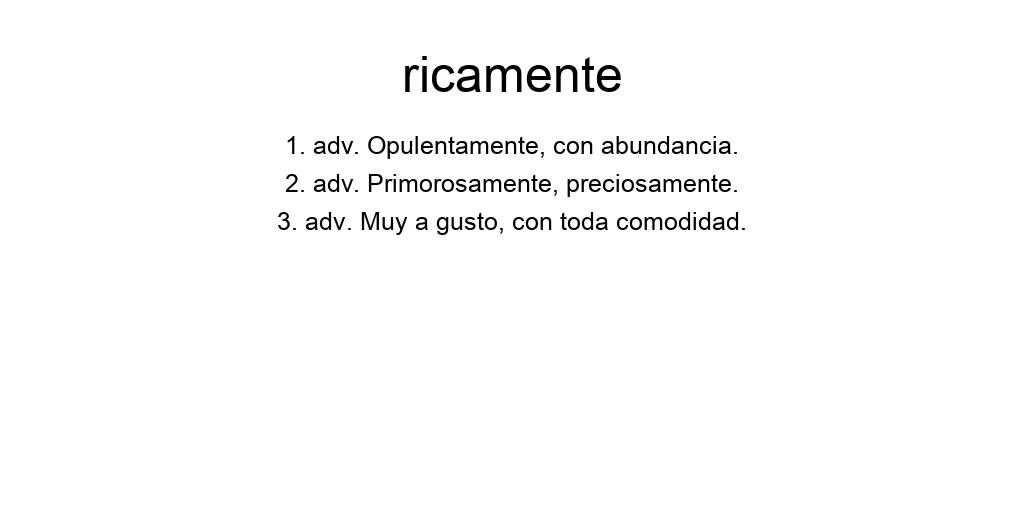 ricamente
1. adv. Opulentamente, con abundancia.
2. adv. Primorosamente, preciosamente.
3. adv. Muy a gusto, con toda comodidad.